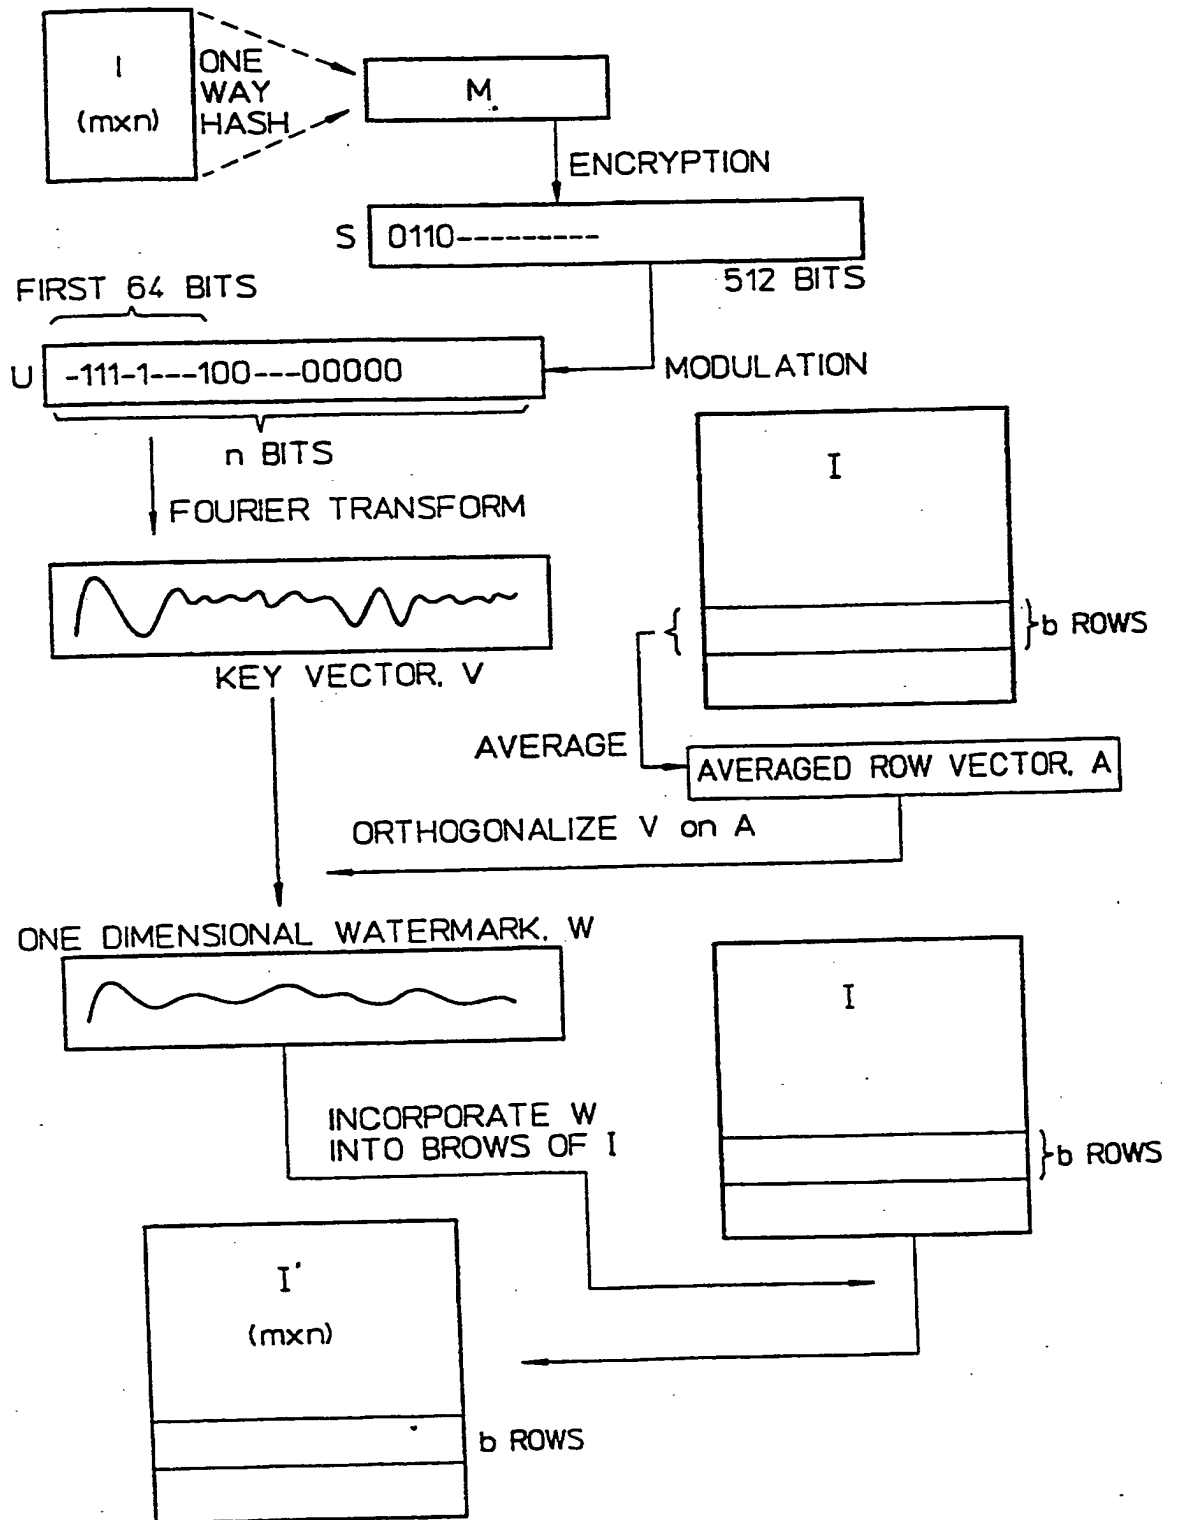 I
(mxn)
ONE
WAY
HASH
M.
ENCRYPTION
S 0110---------
512 BITS
FIRST 64 BITS
U -111-1---100---00000
MODULATION
n BITS
FOURIER TRANSFORM
I
b ROWS
KEY VECTOR. V
AVERAGE
AVERAGED ROW VECTOR. A
ORTHOGONALIZE V on A
ONE DIMENSIONAL WATERMARK. W
I
INCORPORATE W
INTO BROWS OF I
b ROWS
I'
(mxn)
b ROWS